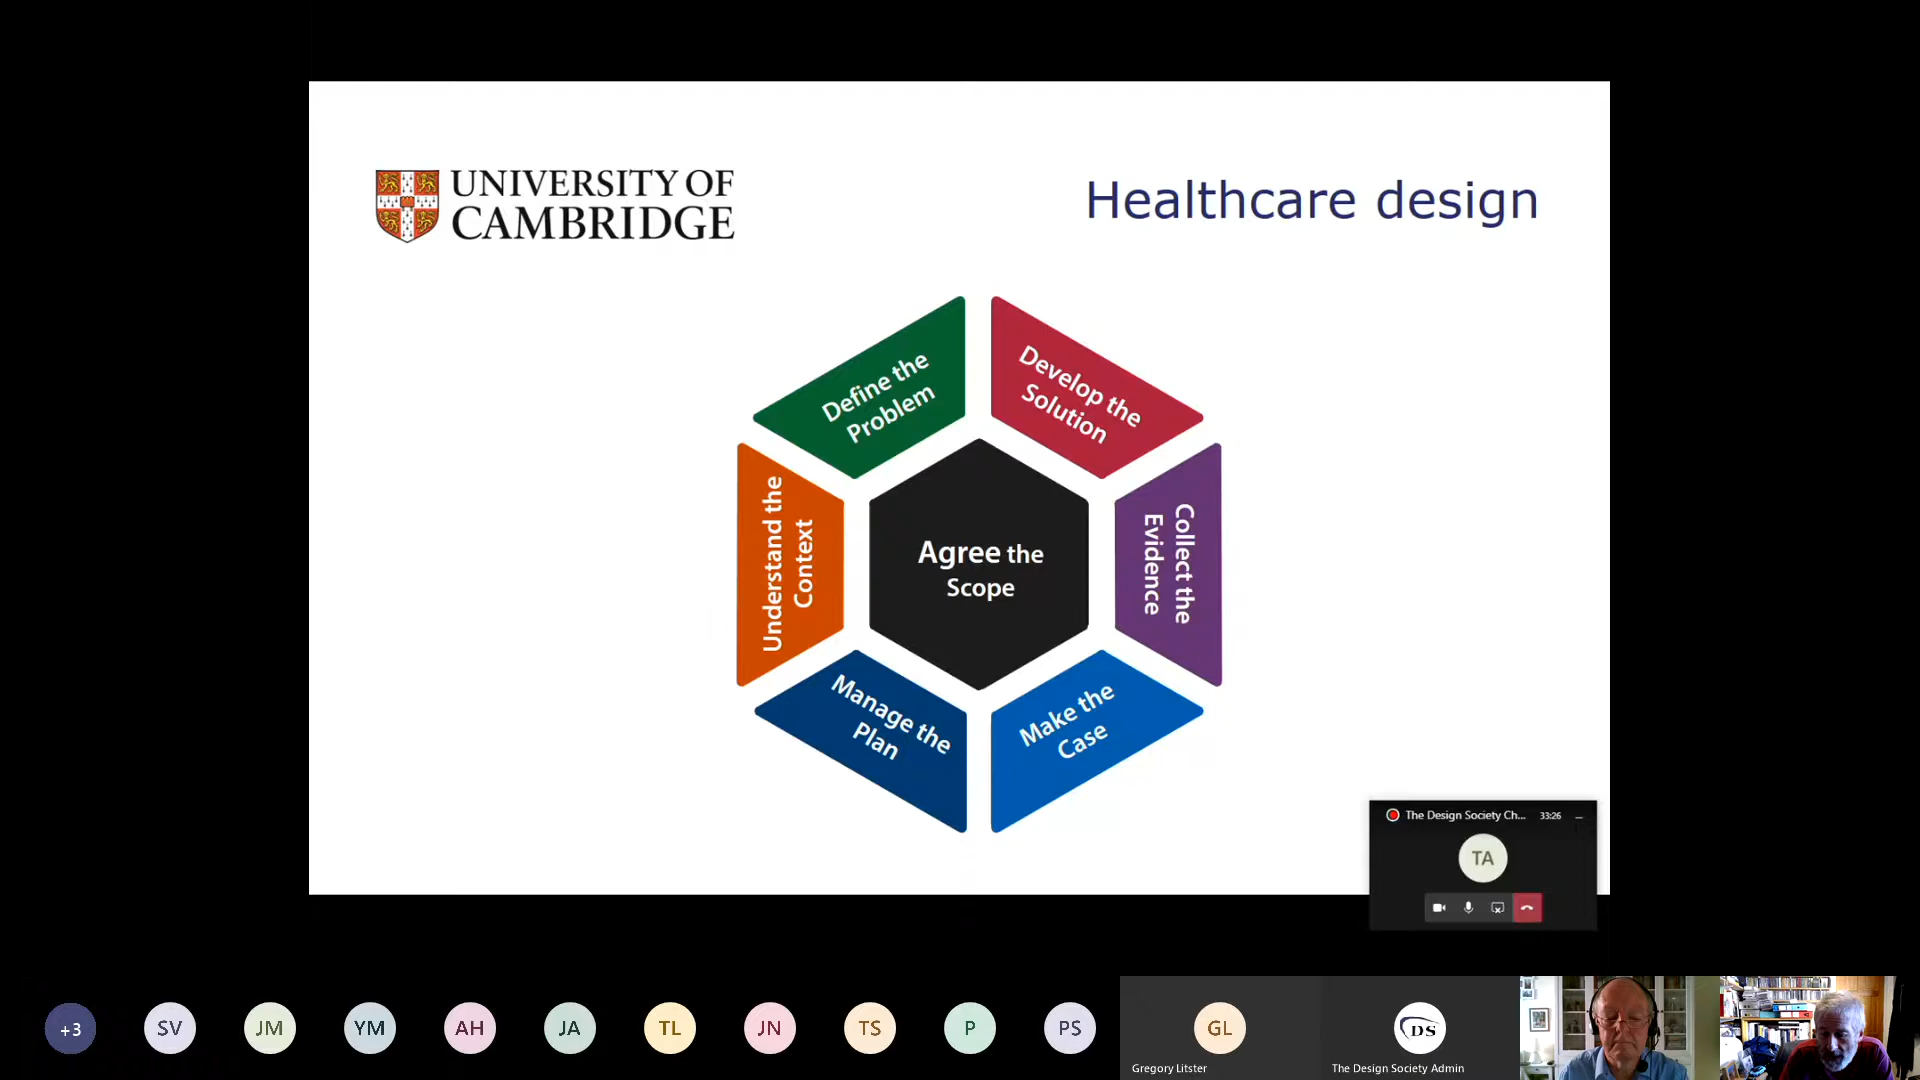 UNIVERSITY OF
CAMBRIDGE
Healthcare design
Define the
Problem
Develop the
Solution
Understand the
Context
Agree the
Scope
Collect the
Evidence
Manage the
Plan
Make the
Case
The Design Society Ch... 33:26
TA
+3
SV
JM
YM
AH
JA
TL
JN
TS
P
PS
GL
DS
Gregory Litster
The Design Society Admin